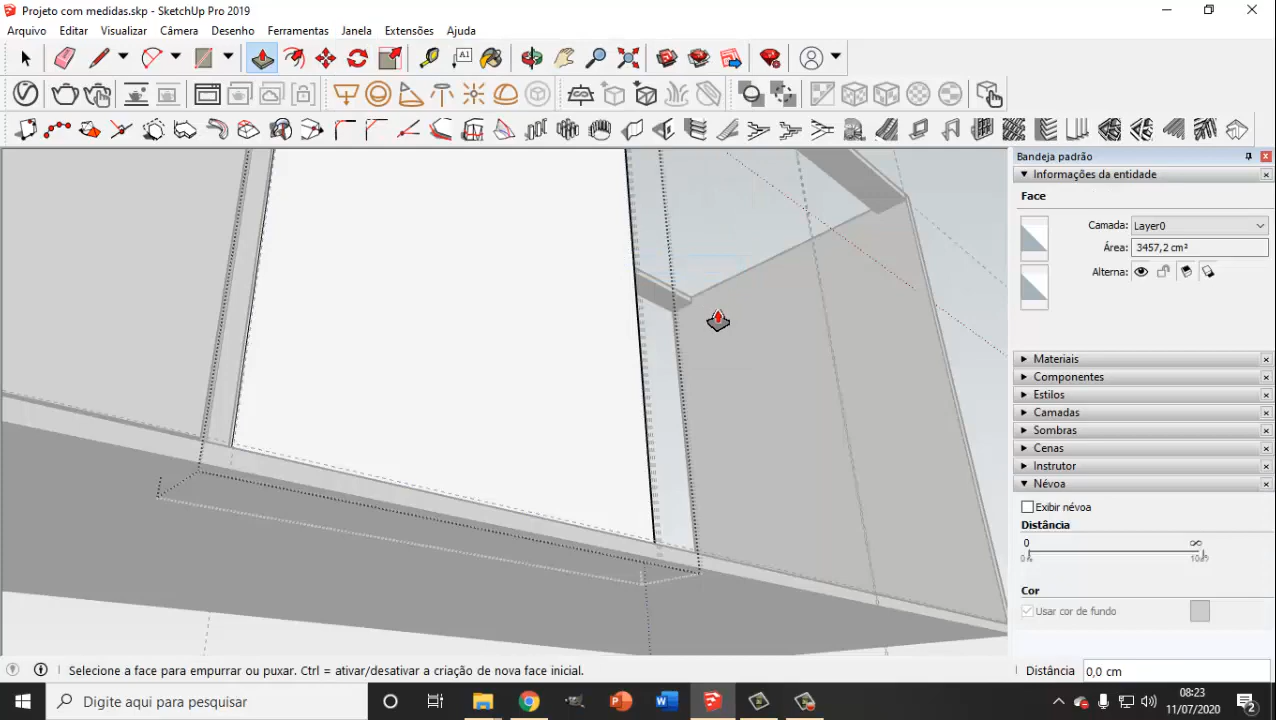 Projeto com medidas.skp - SketchUp Pro 2019
Arquivo Editar Visualizar Câmera Desenho Ferramentas Janela Extensões Ajuda
A1
Bandeja padrão
Informações da entidade
Face
Camada: Layer0
Área: 3457,2 cm²
Alterna:
Materiais
Componentes
Estilos
Camadas
Sombras
Cenas
Instrutor
Névoa
Exibir névoa
Distância
0 ∞
Cor
Usar cor de fundo
Selecione a face para empurrar ou puxar. Ctrl = ativar/desativar a criação de nova face inicial.
Distância 0,0 cm
Digite aqui para pesquisar
08:23
11/07/2020
2